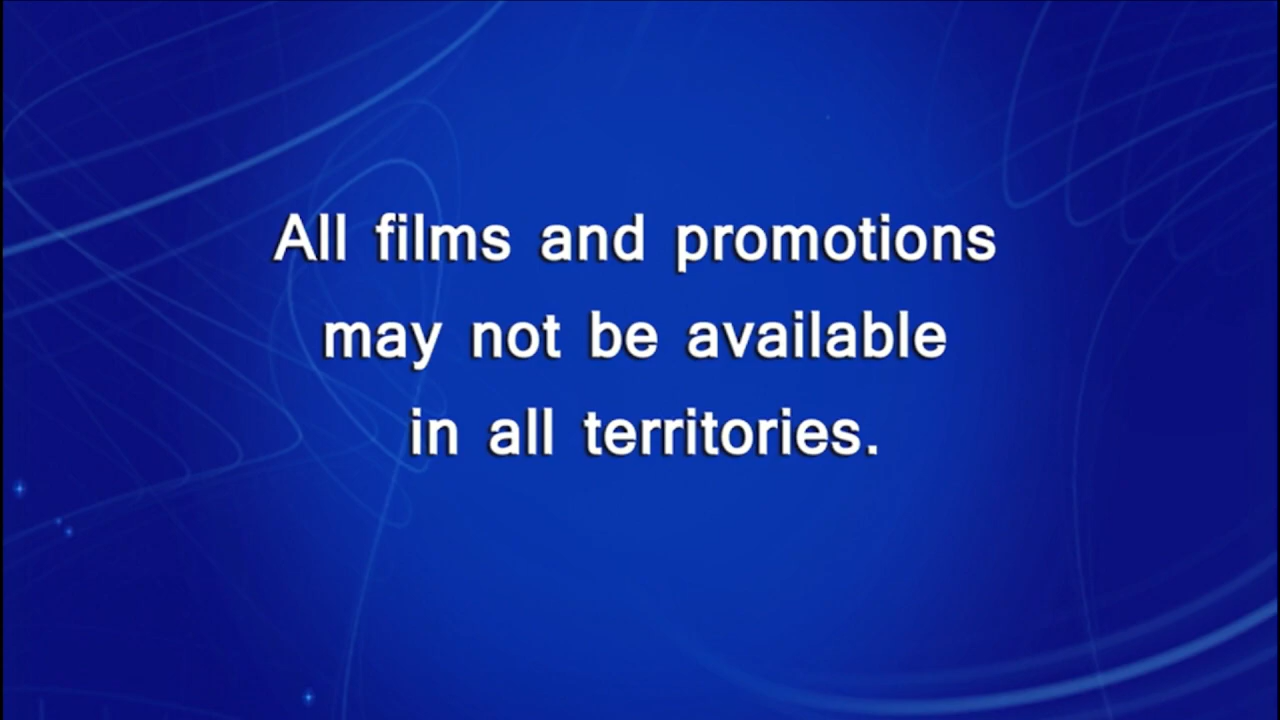 All films and promotions
may not be available
in all territories.